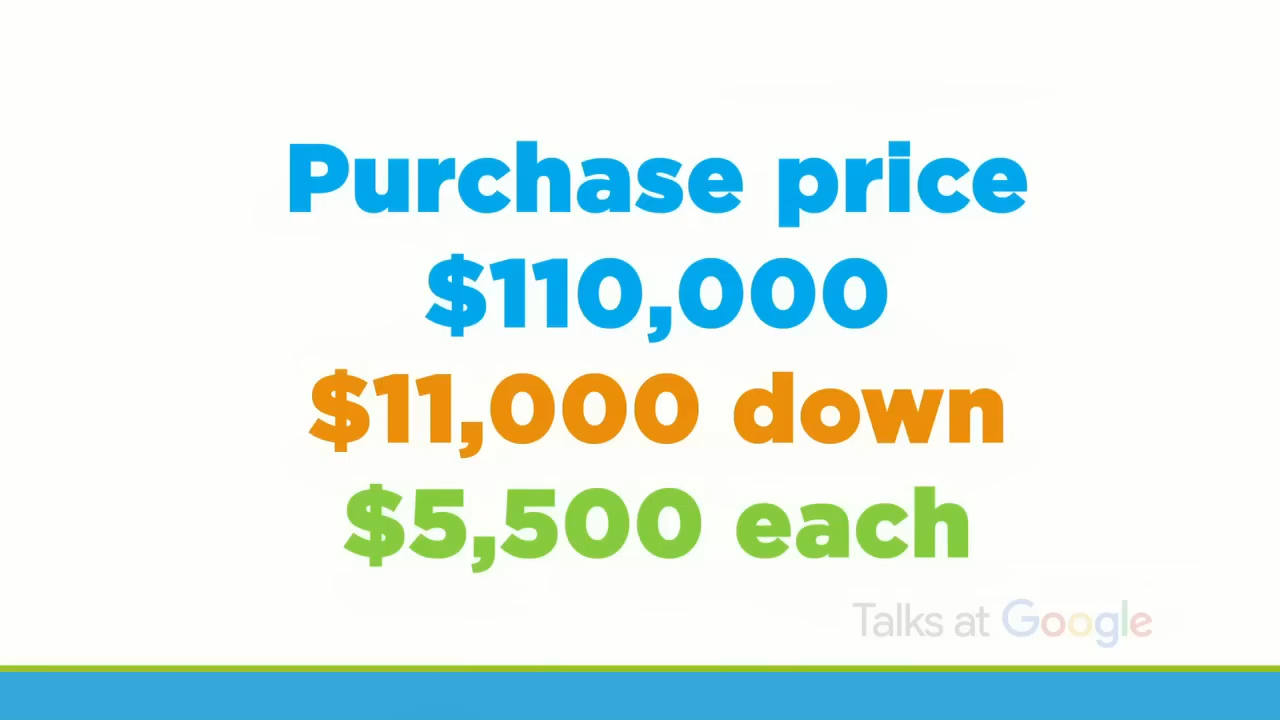 Purchase price
$110,000
$11,000 down
$5,500 each
Talks at Google